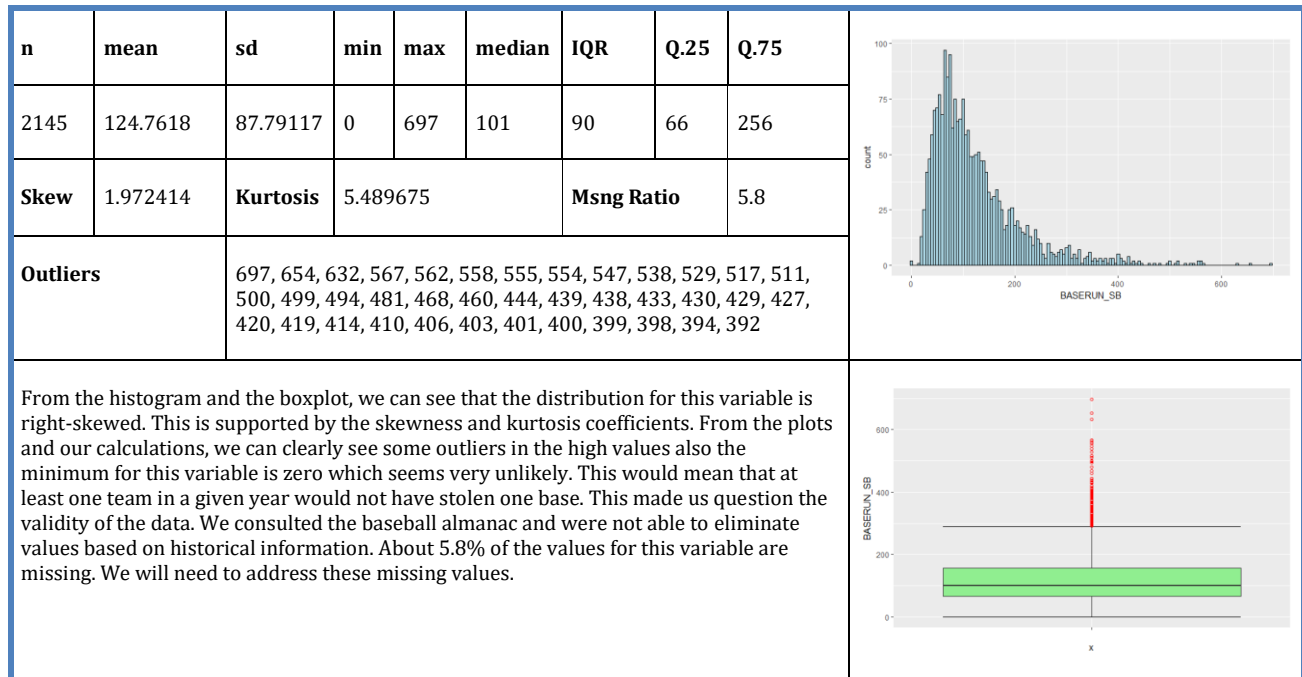 n mean sd min max median IQR Q.25 Q.75
2145 124.7618 87.79117 0 697 101 90 66 256
Skew 1.972414 Kurtosis 5.489675 Msng Ratio 5.8
Outliers
697, 654, 632, 567, 562, 558, 555, 554, 547, 538, 529, 517, 511,
500, 499, 494, 481, 468, 460, 444, 439, 438, 433, 430, 429, 427,
420, 419, 414, 410, 406, 403, 401, 400, 399, 398, 394, 392
100
75
50
25
0
count
0 200 400 600
BASERUN_SB
From the histogram and the boxplot, we can see that the distribution for this variable is
right-skewed. This is supported by the skewness and kurtosis coefficients. From the plots
and our calculations, we can clearly see some outliers in the high values also the
minimum for this variable is zero which seems very unlikely. This would mean that at
least one team in a given year would not have stolen one base. This made us question the
validity of the data. We consulted the baseball almanac and were not able to eliminate
values based on historical information. About 5.8% of the values for this variable are
missing. We will need to address these missing values.
600
400
200
0
BASERUN_SB
x